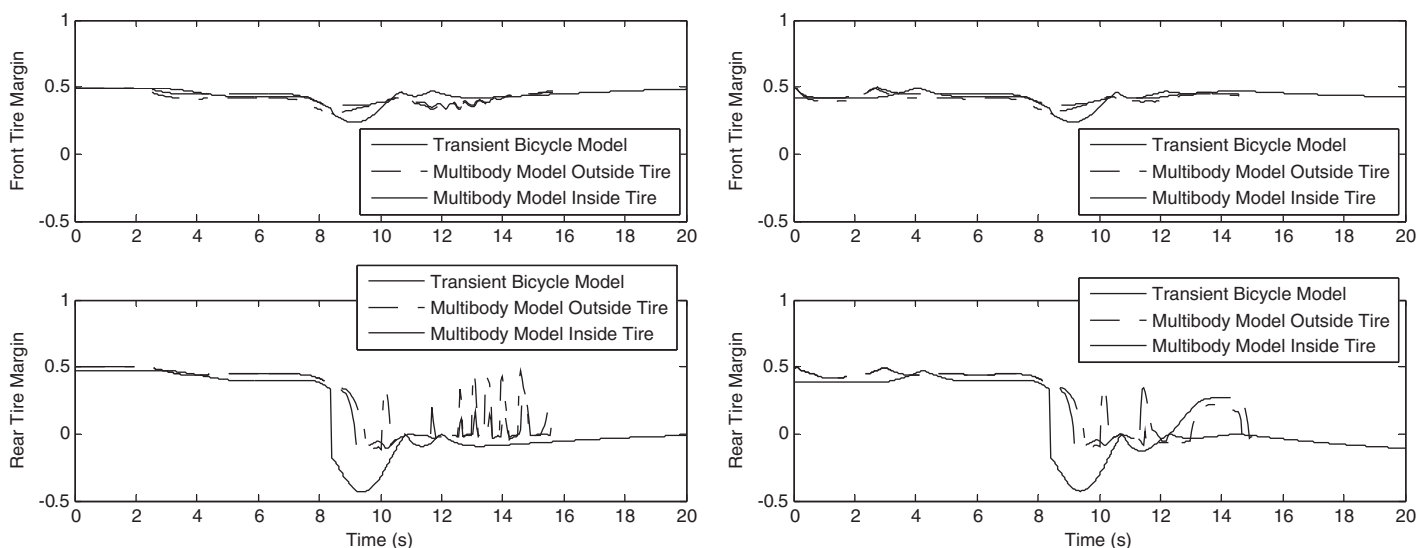 1
0.5
0
-0.5
Front Tire Margin
Transient Bicycle Model
Multibody Model Outside Tire
Multibody Model Inside Tire
0 2 4 6 8 10 12 14 16 18 20
1
0.5
0
-0.5
Front Tire Margin
Transient Bicycle Model
Multibody Model Outside Tire
Multibody Model Inside Tire
0 2 4 6 8 10 12 14 16 18 20
1
0.5
0
-0.5
Rear Tire Margin
Transient Bicycle Model
Multibody Model Outside Tire
Multibody Model Inside Tire
0 2 4 6 8 10 12 14 16 18 20
Time (s)
1
0.5
0
-0.5
Rear Tire Margin
Transient Bicycle Model
Multibody Model Outside Tire
Multibody Model Inside Tire
0 2 4 6 8 10 12 14 16 18 20
Time (s)